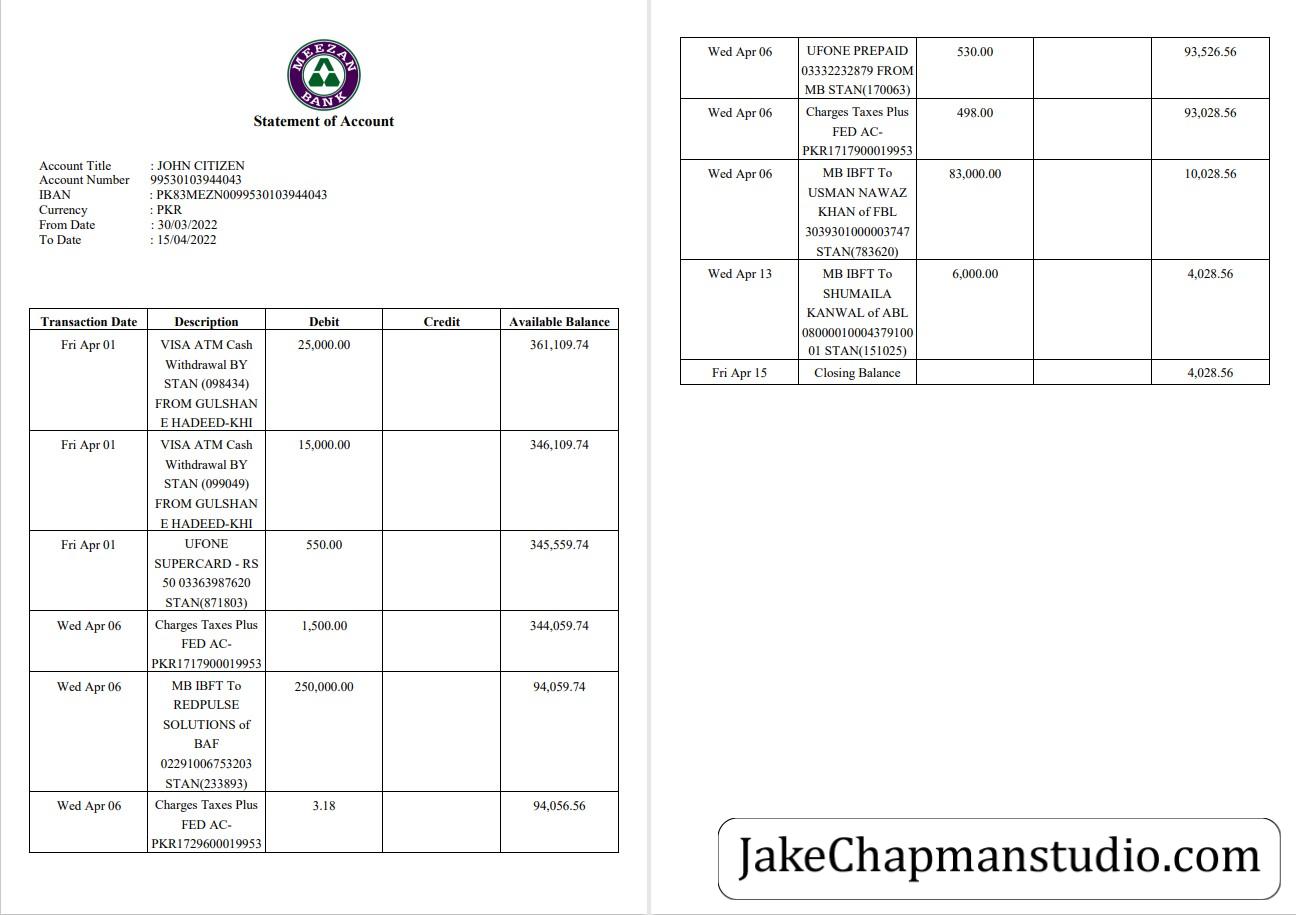 MEEZAN BANK
Statement of Account
Account Title : JOHN CITIZEN
Account Number 99530103944043
IBAN : PK83MEZN0099530103944043
Currency : PKR
From Date : 30/03/2022
To Date : 15/04/2022
Transaction Date Description Debit Credit Available Balance
Fri Apr 01 VISA ATM Cash 25,000.00 361,109.74
Withdrawal BY
STAN (098434)
FROM GULSHAN
E HADEED-KHI
Fri Apr 01 VISA ATM Cash 15,000.00 346,109.74
Withdrawal BY
STAN (099049)
FROM GULSHAN
E HADEED-KHI
Fri Apr 01 UFONE 550.00 345,559.74
SUPERCARD - RS
50 03363987620
STAN(871803)
Wed Apr 06 Charges Taxes Plus 1,500.00 344,059.74
FED AC-
PKR1717900019953
Wed Apr 06 MB IBFT To 250,000.00 94,059.74
REDPULSE
SOLUTIONS of
BAF
02291006753203
STAN(233893)
Wed Apr 06 Charges Taxes Plus 3.18 94,056.56
FED AC-
PKR1729600019953
Wed Apr 06 UFONE PREPAID 530.00 93,526.56
03332232879 FROM
MB STAN(170063)
Wed Apr 06 Charges Taxes Plus 498.00 93,028.56
FED AC-
PKR1717900019953
Wed Apr 06 MB IBFT To 83,000.00 10,028.56
USMAN NAWAZ
KHAN of FBL
3039301000003747
STAN(783620)
Wed Apr 13 MB IBFT To 6,000.00 4,028.56
SHUMAILA
KANWAL of ABL
08000010004379100
01 STAN(151025)
Fri Apr 15 Closing Balance 4,028.56
JakeChapmanstudio.com